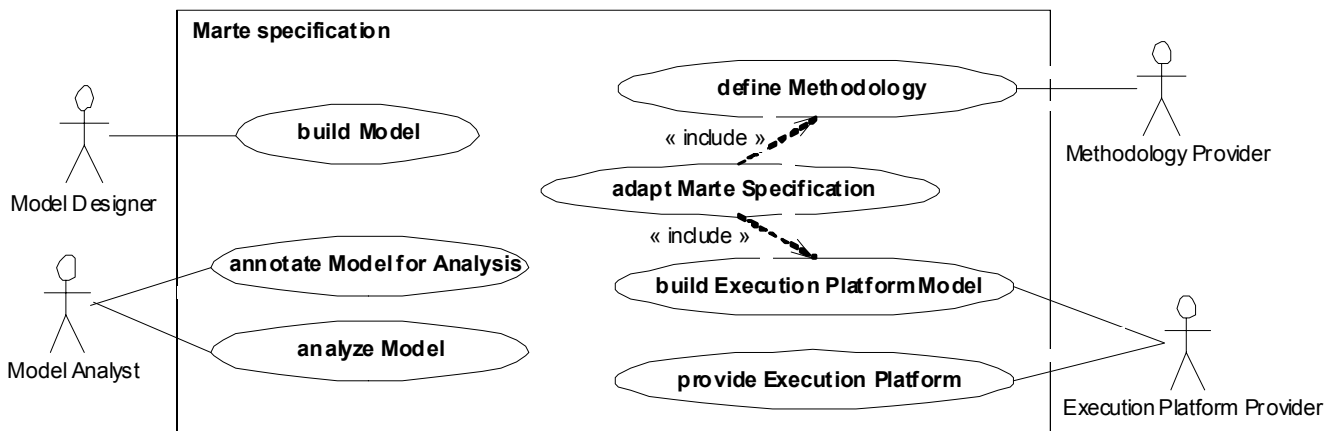 Marte specification
define Methodology
build Model
« include »
Methodology Provider
adapt Marte Specification
Model Designer
« include »
annotate Model for Analysis
build Execution Platform Model
analyze Model
Model Analyst
provide Execution Platform
Execution Platform Provider